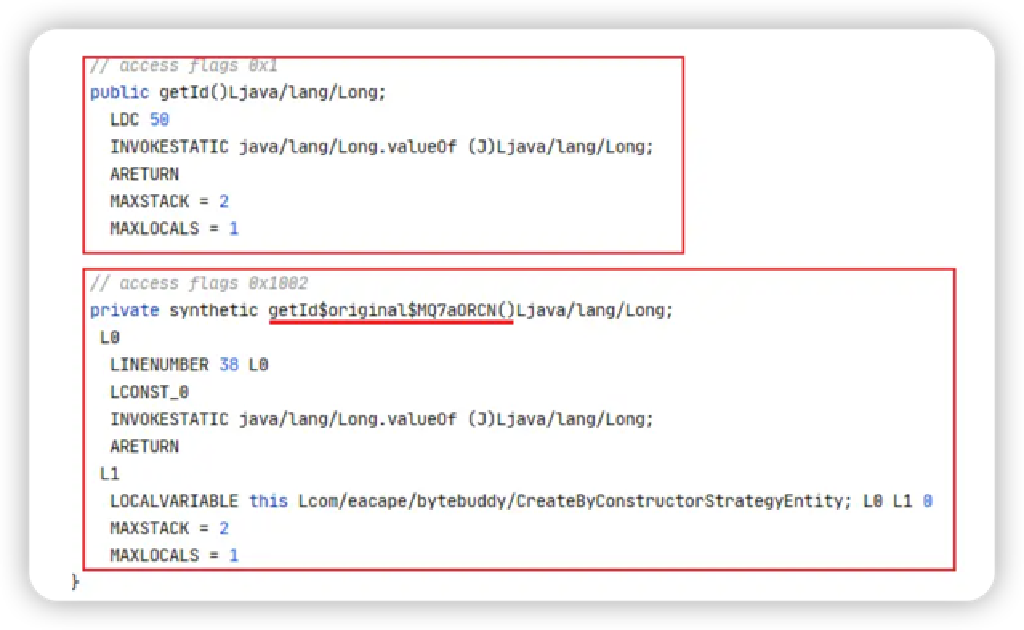 // access flags 0x1
public getId()Ljava/lang/Long;
LDC 50
INVOKESTATIC java/lang/Long.valueOf (J)Ljava/lang/Long;
ARETURN
MAXSTACK = 2
MAXLOCALS = 1
// access flags 0x1002
private synthetic getId$original$MQ7aORCN()Ljava/lang/Long;
L0
LINENUMBER 38 L0
LCONST_0
INVOKESTATIC java/lang/Long.valueOf (J)Ljava/lang/Long;
ARETURN
L1
LOCALVARIABLE this Lcom/eacape/bytebuddy/CreateByConstructorStrategyEntity; L0 L1 0
MAXSTACK = 2
MAXLOCALS = 1
}